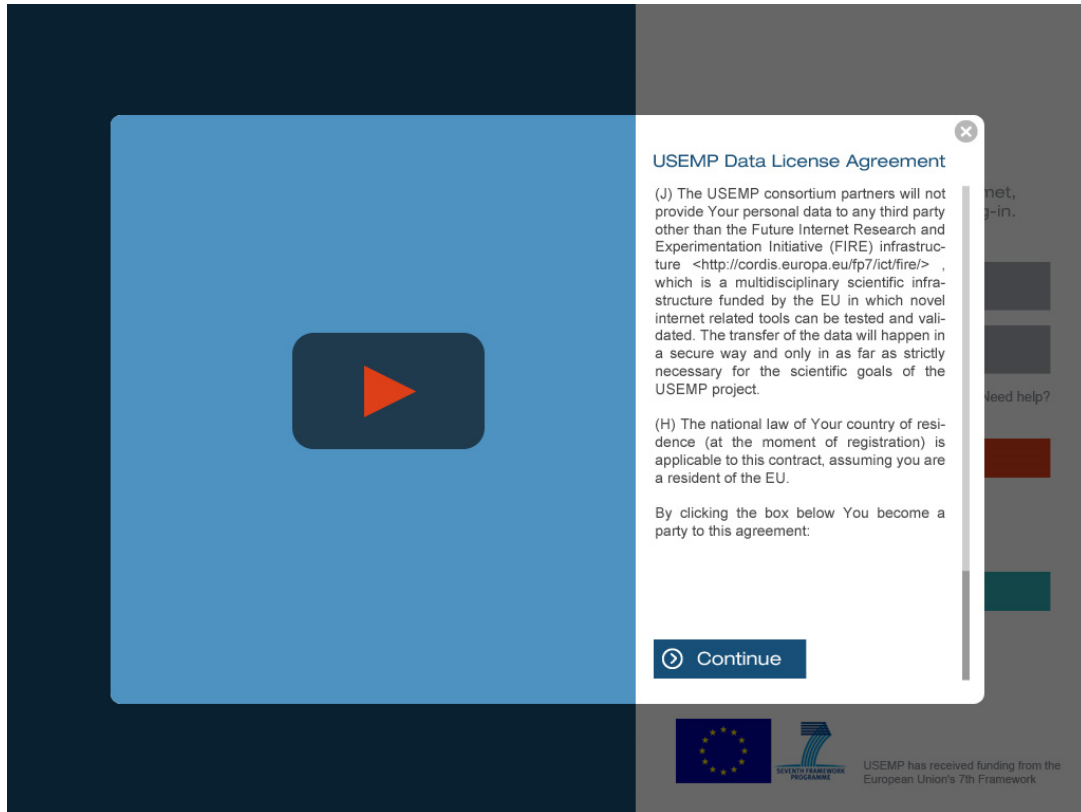 USEMP Data License Agreement
(J) The USEMP consortium partners will not
provide Your personal data to any third party
other than the Future Internet Research and
Experimentation Initiative (FIRE) infrastruc-
ture <http://cordis.europa.eu/fp7/ict/fire/> ,
which is a multidisciplinary scientific infra-
structure funded by the EU in which novel
internet related tools can be tested and vali-
dated. The transfer of the data will happen in
a secure way and only in as far as strictly
necessary for the scientific goals of the
USEMP project.
(H) The national law of Your country of resi-
dence (at the moment of registration) is
applicable to this contract, assuming you are
a resident of the EU.
By clicking the box below You become a
party to this agreement:
Continue
Need help?
SEVENTH FRAMEWORK
PROGRAMME
USEMP has received funding from the
European Union's 7th Framework